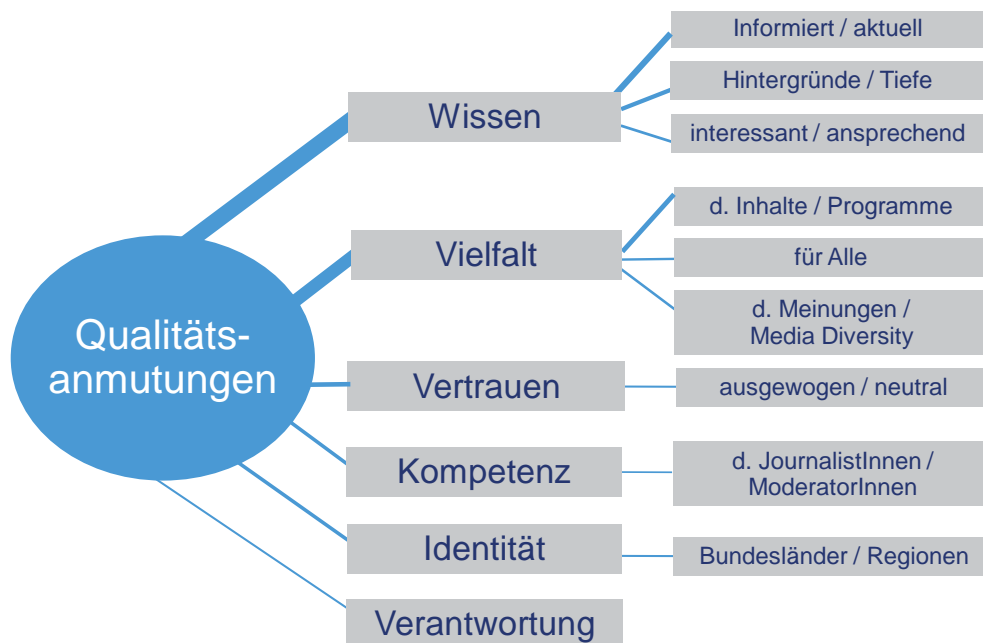 Qualitäts-
anmutungen
Wissen
Informiert / aktuell
Hintergründe / Tiefe
interessant / ansprechend
Vielfalt
d. Inhalte / Programme
für Alle
d. Meinungen /
Media Diversity
Vertrauen
ausgewogen / neutral
Kompetenz
d. JournalistInnen /
ModeratorInnen
Identität
Bundesländer / Regionen
Verantwortung